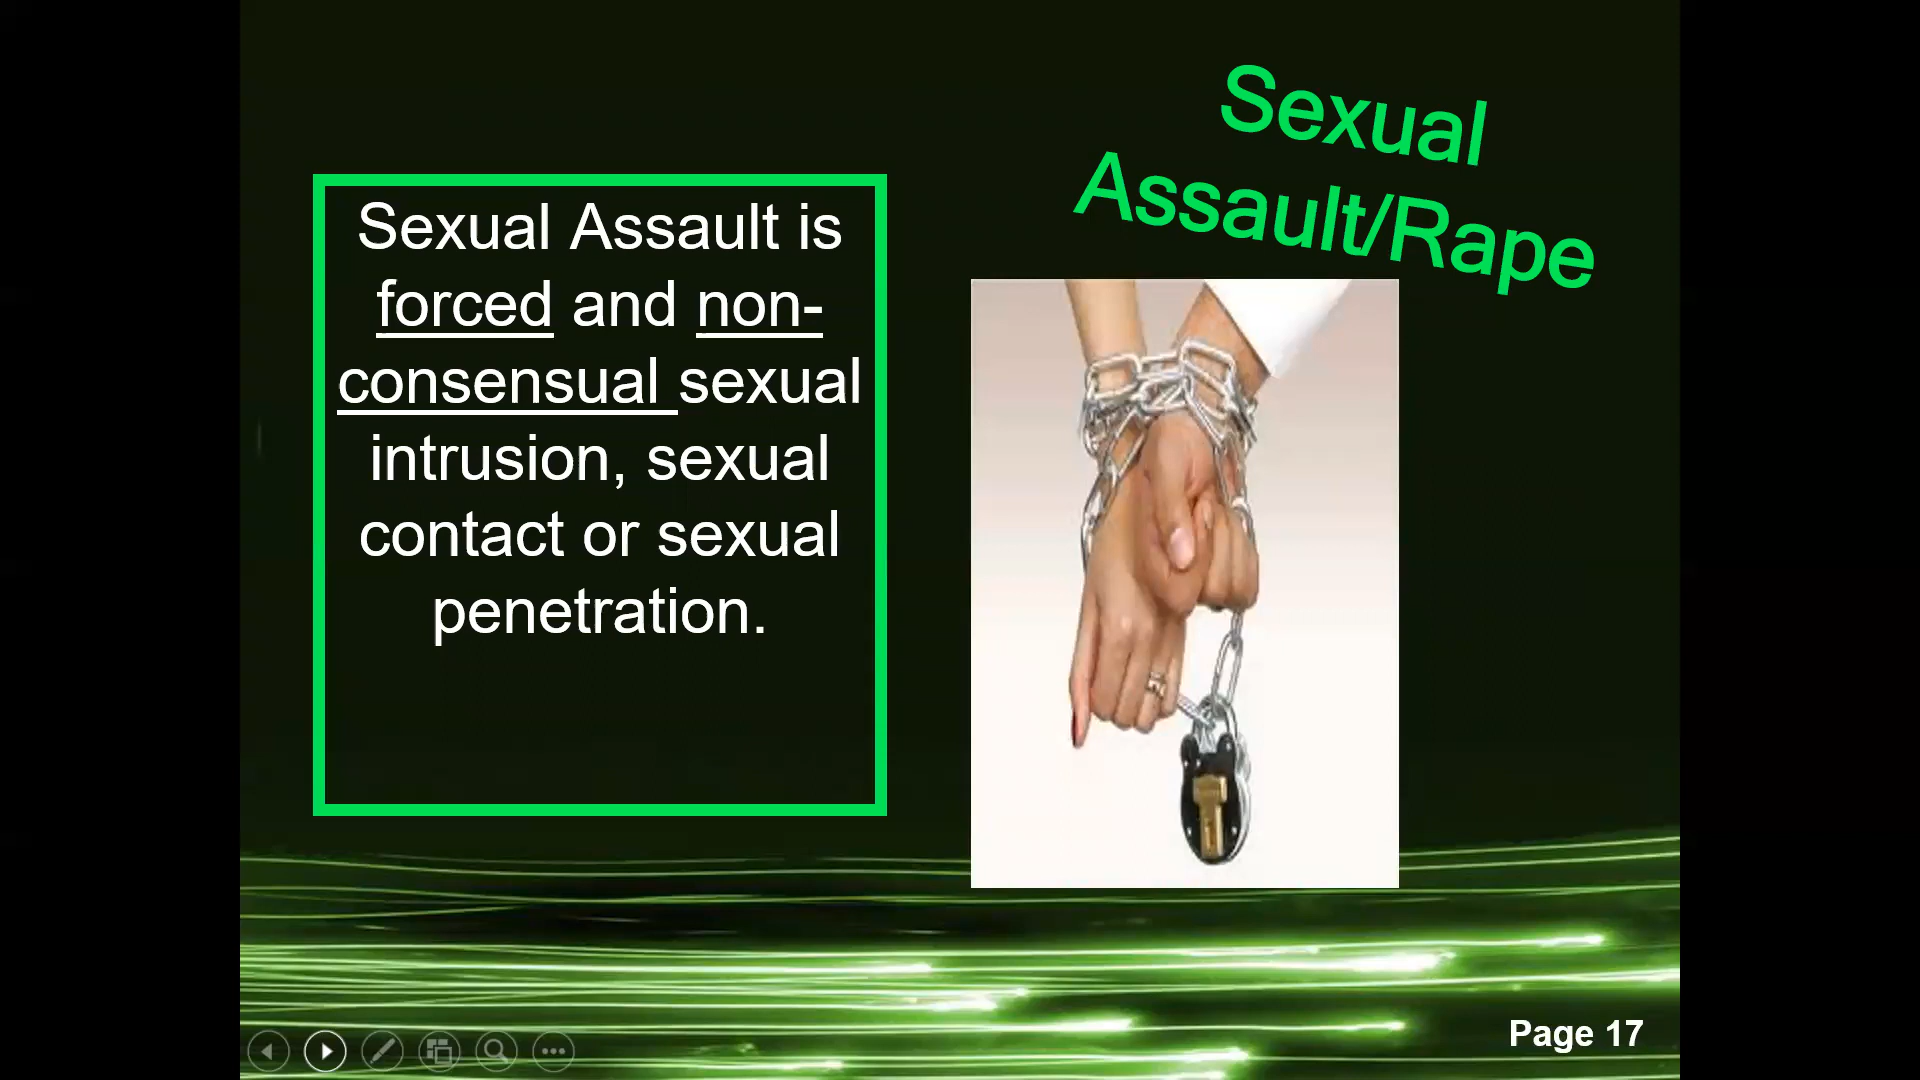 Sexual
Assault/Rape
Sexual Assault is
forced and non-
consensual sexual
intrusion, sexual
contact or sexual
penetration.
Page 17